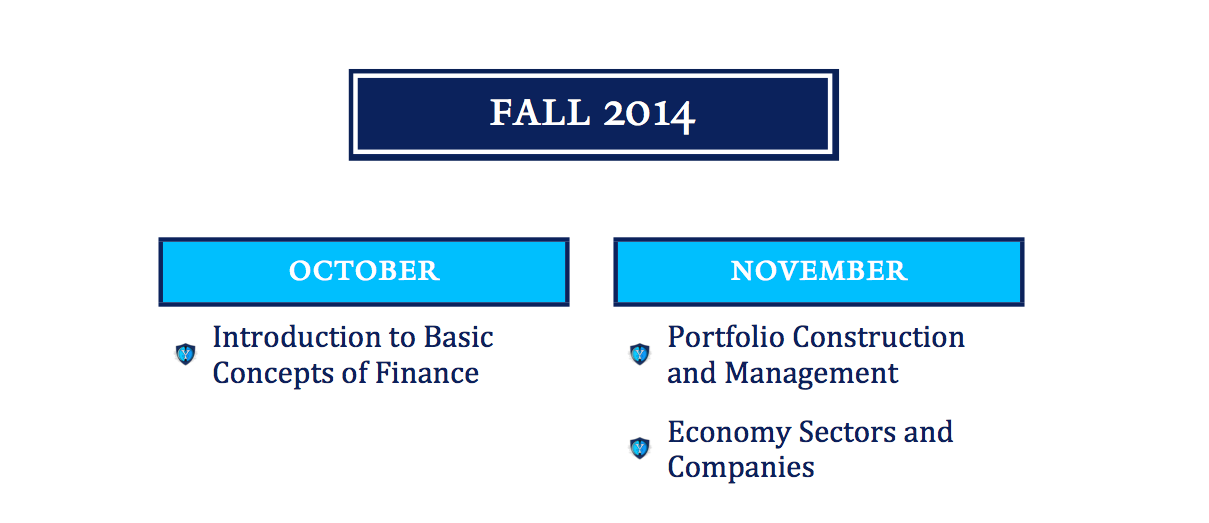 FALL 2014
OCTOBER
Introduction to Basic
Concepts of Finance
NOVEMBER
Portfolio Construction
and Management
Economy Sectors and
Companies